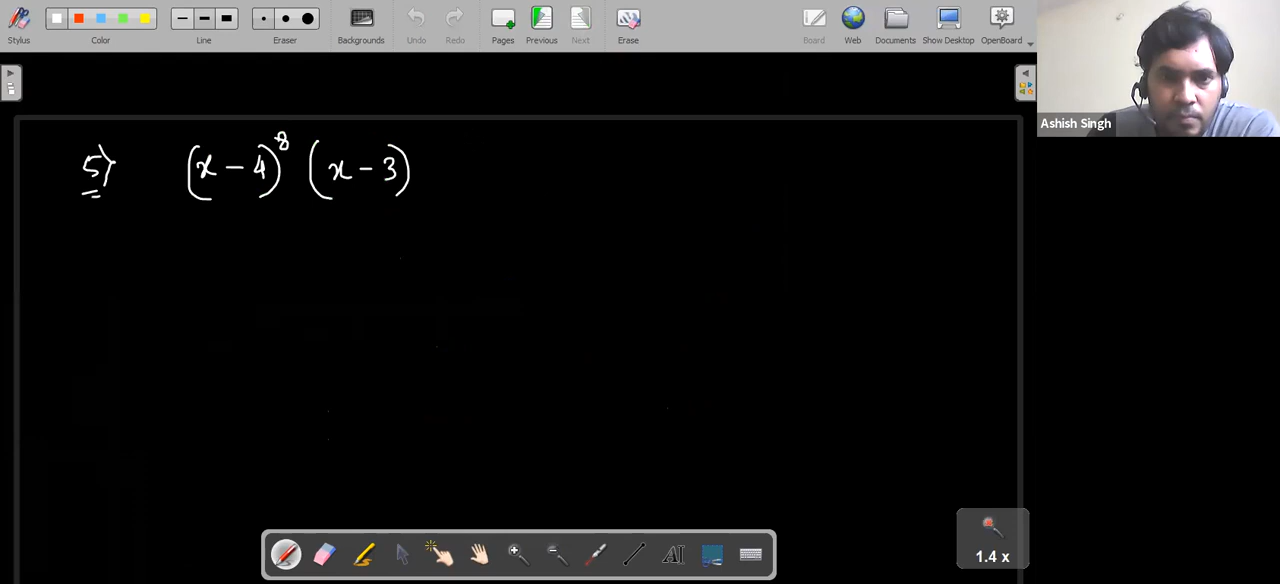 Stylus Color Line Eraser Backgrounds Undo Redo Pages Previous Next Erase Board Web Documents Show Desktop OpenBoard
Ashish Singh
5) (x - 4)⁸ (x - 3)
1.4 x